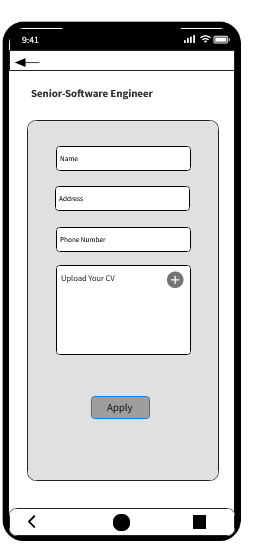 9:41
Senior-Software Engineer
Name
Address
Phone Number
Upload Your CV
Apply